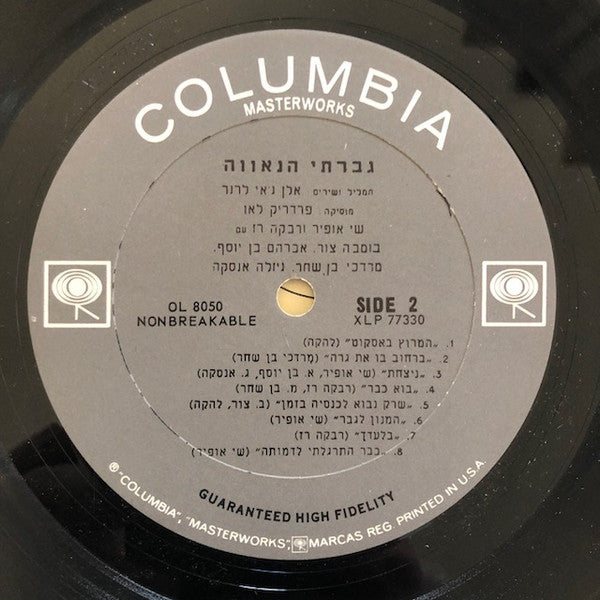 COLUMBIA
MASTERWORKS
גברתי הנאווה
תמליל ושירים אלן ג'אי לרנר
מוסיקה פרדריק לאו
שי אופיר ורבקה רז עם
בומבה צור. אברהם בן יוסף.
מרדכי בן שחר. גיזלה אנסקה
OL 8050
NONBREAKABLE
SIDE 2
XLP 77330
1. „המרוץ באסקוט" (להקה)
2. „ברחוב בו את גרה" (מרדכי בן שחר)
3. „ניצחת" (שי אופיר, א. בן יוסף, ג. אנסקה)
4. „בוא כבר" (רבקה רז, מ. בן שחר)
5. „שרק נבוא לכנסיה בזמן" (ב. צור, להקה)
6. „המנון לגבר" (שי אופיר)
7. „בלעדך" (רבקה רז)
8. „כבר התרגלתי לדמותה" (שי אופיר)
GUARANTEED HIGH FIDELITY
® "COLUMBIA", "MASTERWORKS", MARCAS REG. PRINTED IN U.S.A.